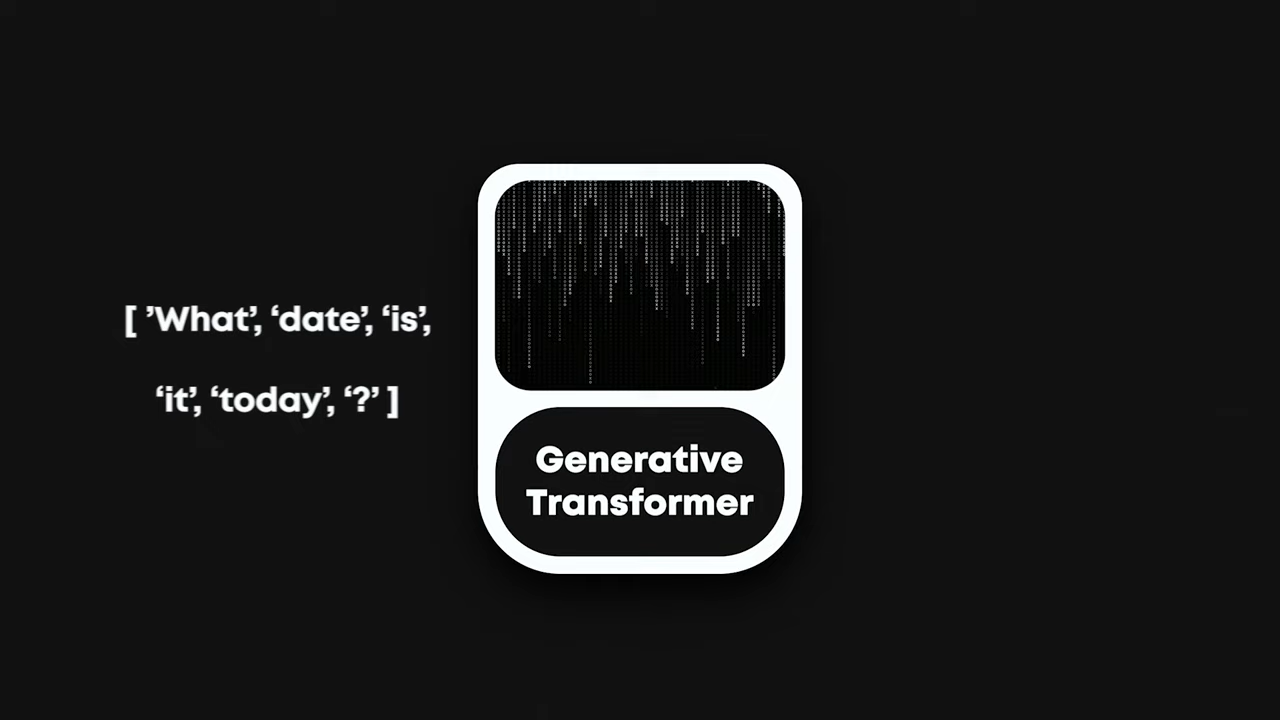 [ ’What’, ‘date’, ‘is’,
‘it’, ‘today’, ‘?’ ]
Generative
Transformer